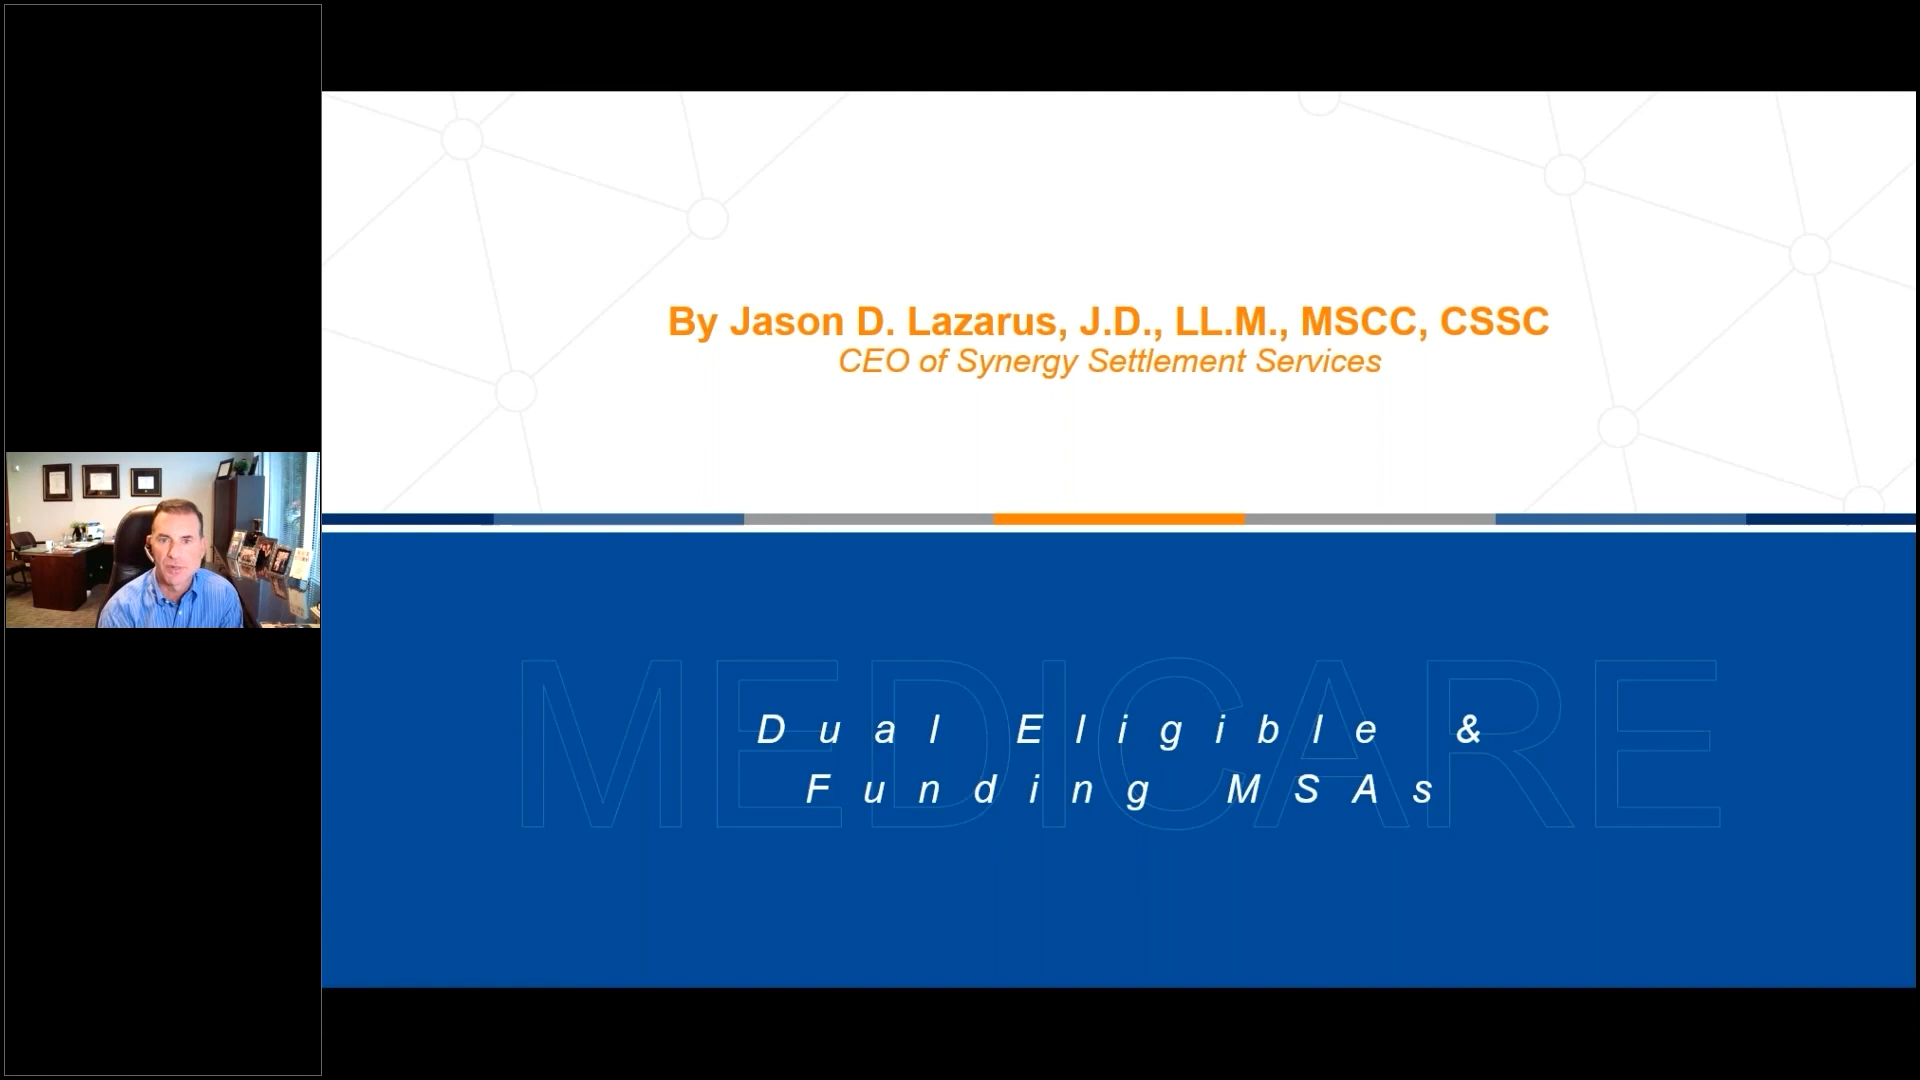 By Jason D. Lazarus, J.D., LL.M., MSCC, CSSC
CEO of Synergy Settlement Services
MEDICARE
Dual Eligible &
Funding MSAs